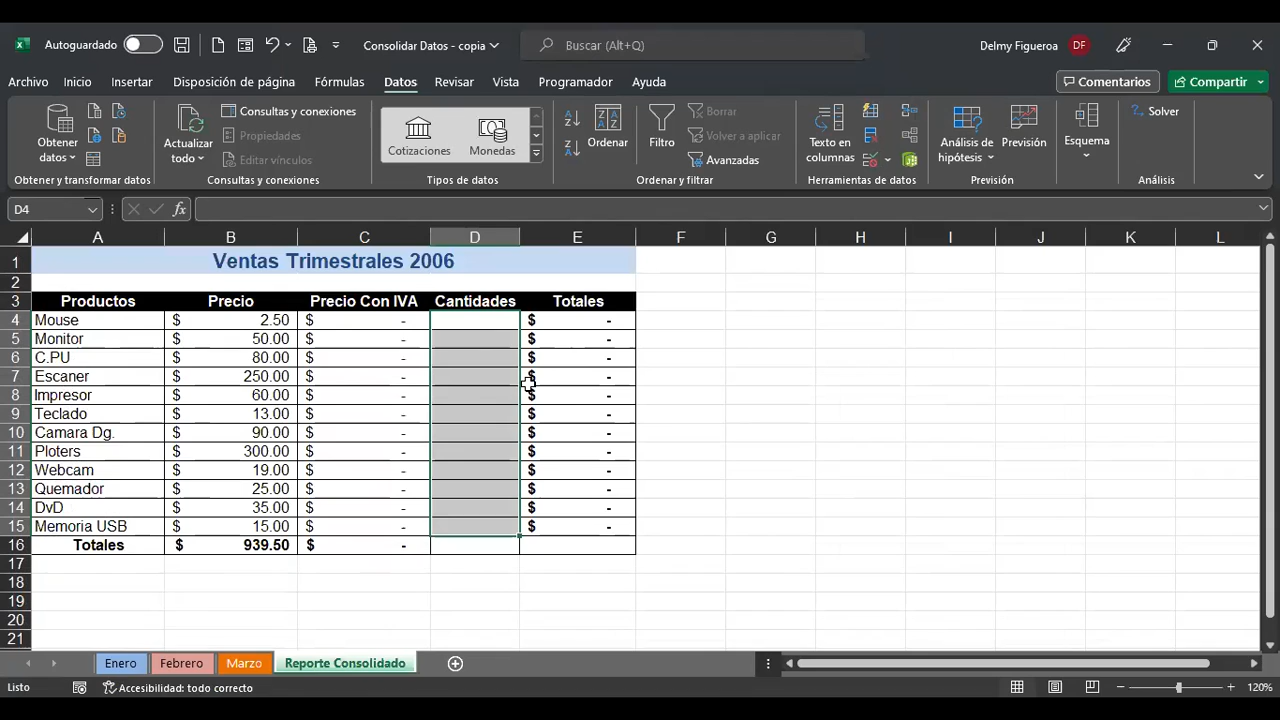 Autoguardado Consolidar Datos - copia Buscar (Alt+Q) Delmy Figueroa DF
Archivo Inicio Insertar Disposición de página Fórmulas Datos Revisar Vista Programador Ayuda Comentarios Compartir
Obtener datos
Actualizar todo
Consultas y conexiones
Propiedades
Editar vínculos
Cotizaciones Monedas
Ordenar
Filtro
Borrar
Volver a aplicar
Avanzadas
Texto en columnas
Análisis de hipótesis
Previsión
Esquema
Solver
Obtener y transformar datos Consultas y conexiones Tipos de datos Ordenar y filtrar Herramientas de datos Previsión Análisis
D4 fx
A B C D E F G H I J K L
1 Ventas Trimestrales 2006
2
3 Productos Precio Precio Con IVA Cantidades Totales
4 Mouse $ 2.50 $ - $ -
5 Monitor $ 50.00 $ - $ -
6 C.PU $ 80.00 $ - $ -
7 Escaner $ 250.00 $ - $ -
8 Impresor $ 60.00 $ - $ -
9 Teclado $ 13.00 $ - $ -
10 Camara Dg. $ 90.00 $ - $ -
11 Ploters $ 300.00 $ - $ -
12 Webcam $ 19.00 $ - $ -
13 Quemador $ 25.00 $ - $ -
14 DvD $ 35.00 $ - $ -
15 Memoria USB $ 15.00 $ - $ -
16 Totales $ 939.50 $ -
17
18
19
20
21
Enero Febrero Marzo Reporte Consolidado
Listo Accesibilidad: todo correcto 120%